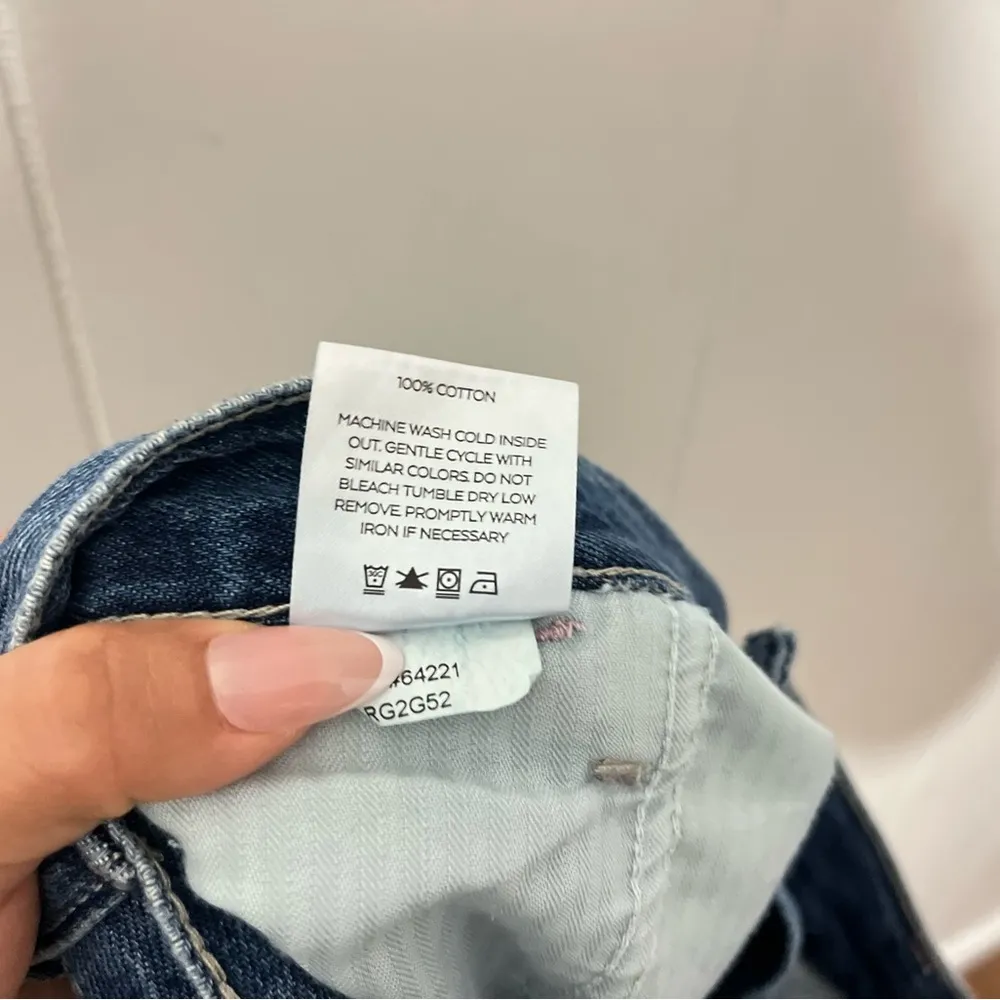 100% COTTON
MACHINE WASH COLD INSIDE
OUT. GENTLE CYCLE WITH
SIMILAR COLORS. DO NOT
BLEACH TUMBLE DRY LOW
REMOVE PROMPTLY WARM
IRON IF NECESSARY
30C
#64221
RG2G52